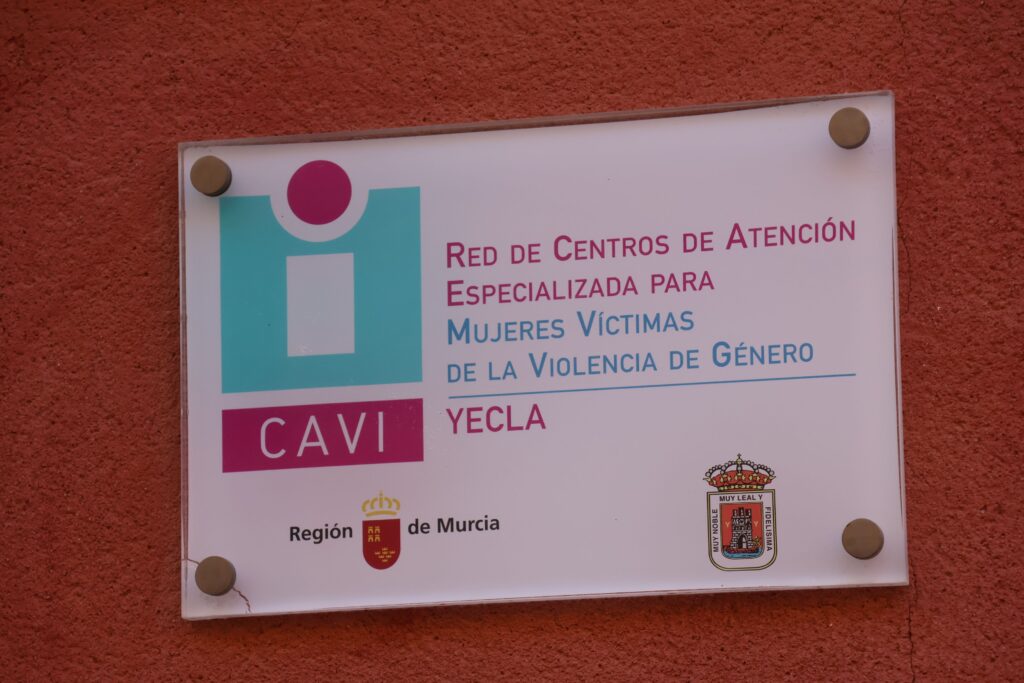 Red de Centros de Atención
Especializada para
Mujeres Víctimas
de la Violencia de Género
YECLA
CAVI
Región de Murcia
MUY NOBLE MUY LEAL Y FIDELÍSIMA